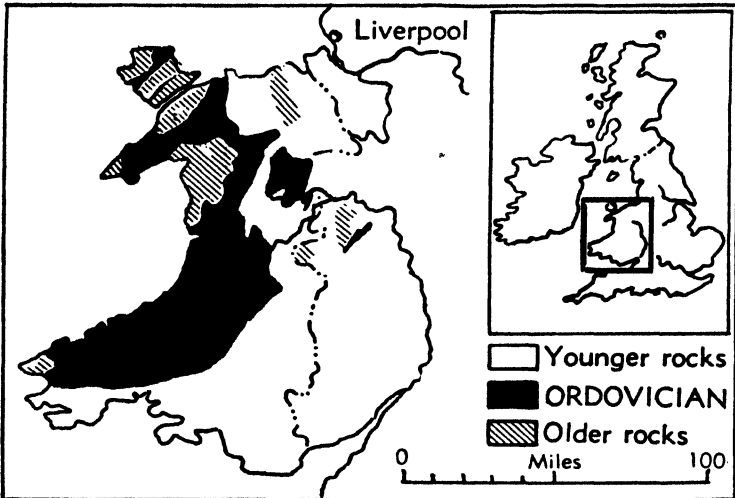 Liverpool
Younger rocks
ORDOVICIAN
Older rocks
0 Miles 100